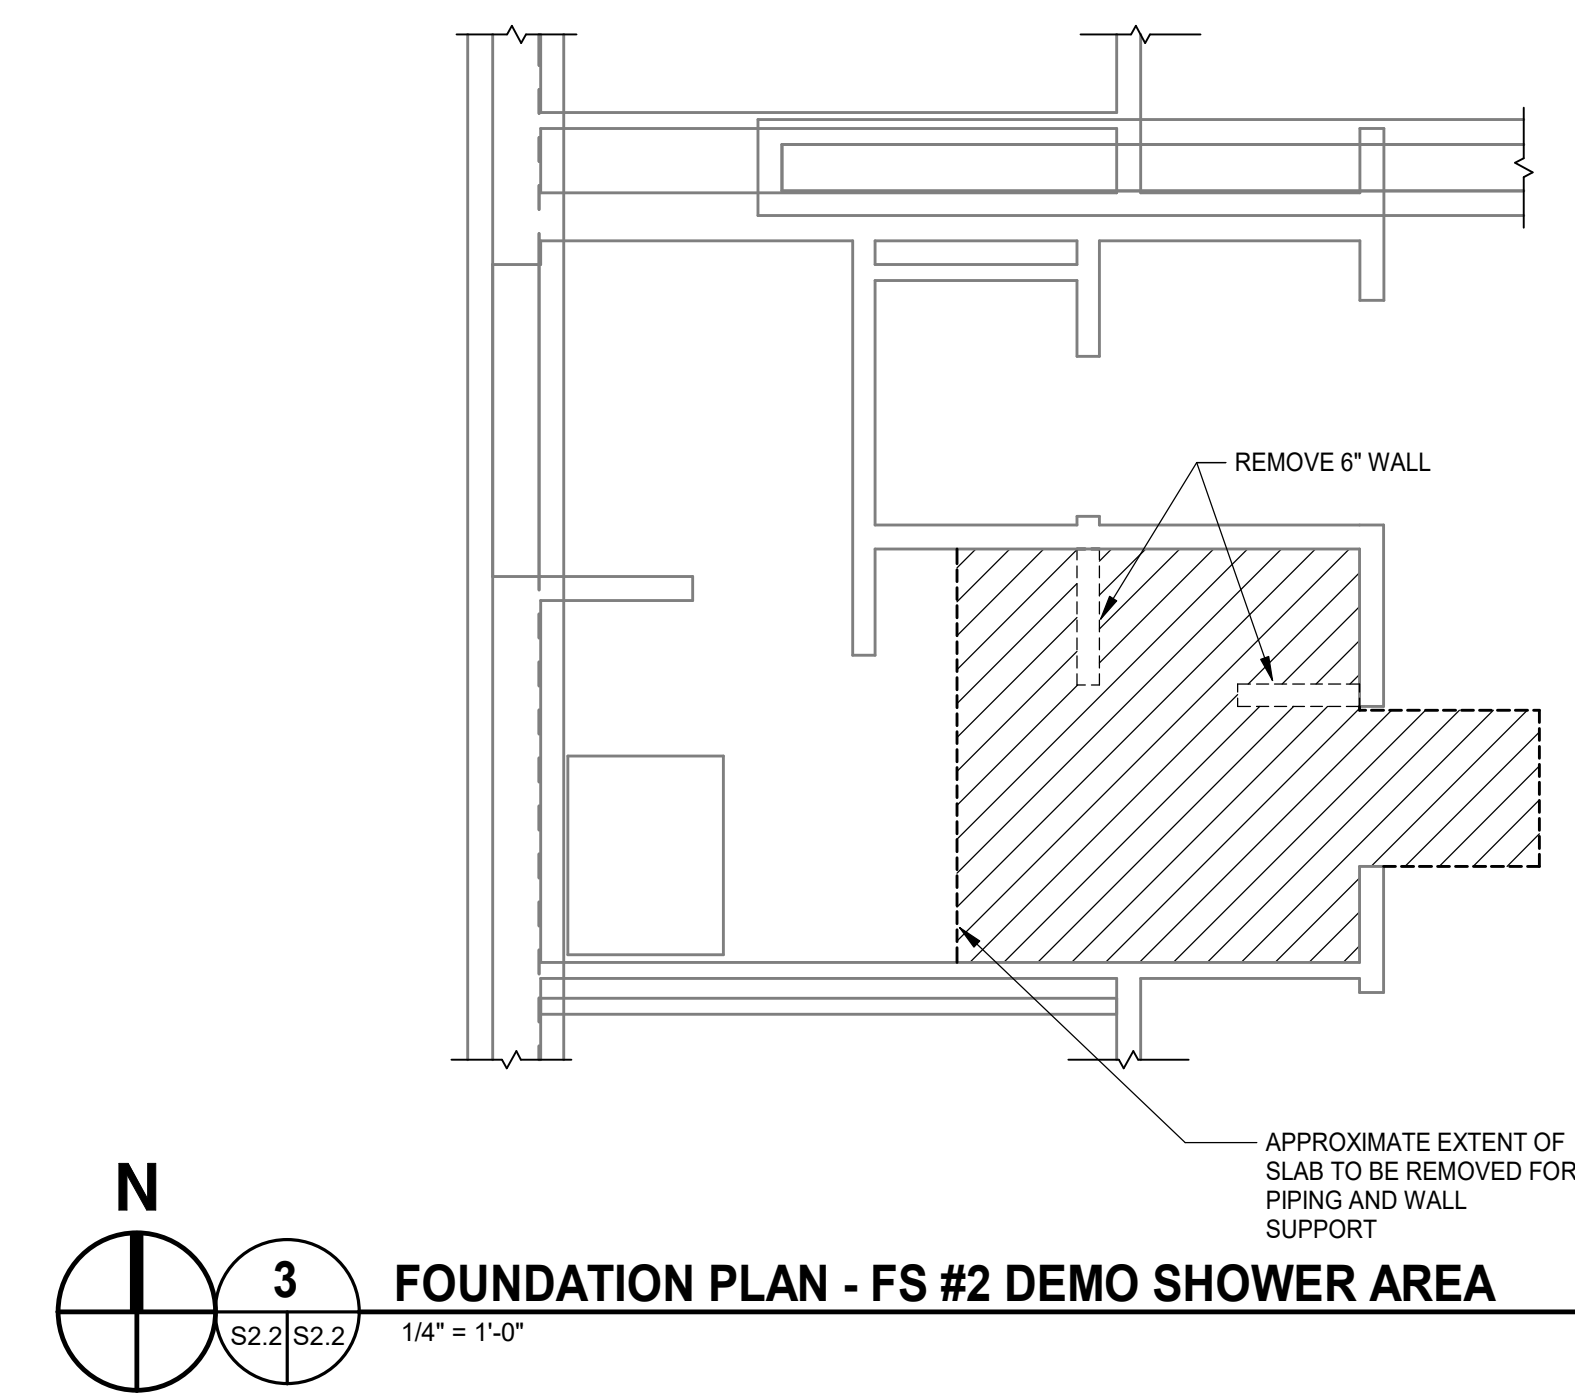 REMOVE 6" WALL
APPROXIMATE EXTENT OF
SLAB TO BE REMOVED FOR
PIPING AND WALL
SUPPORT
N
3
S2.2 S2.2
FOUNDATION PLAN - FS #2 DEMO SHOWER AREA
1/4" = 1'-0"